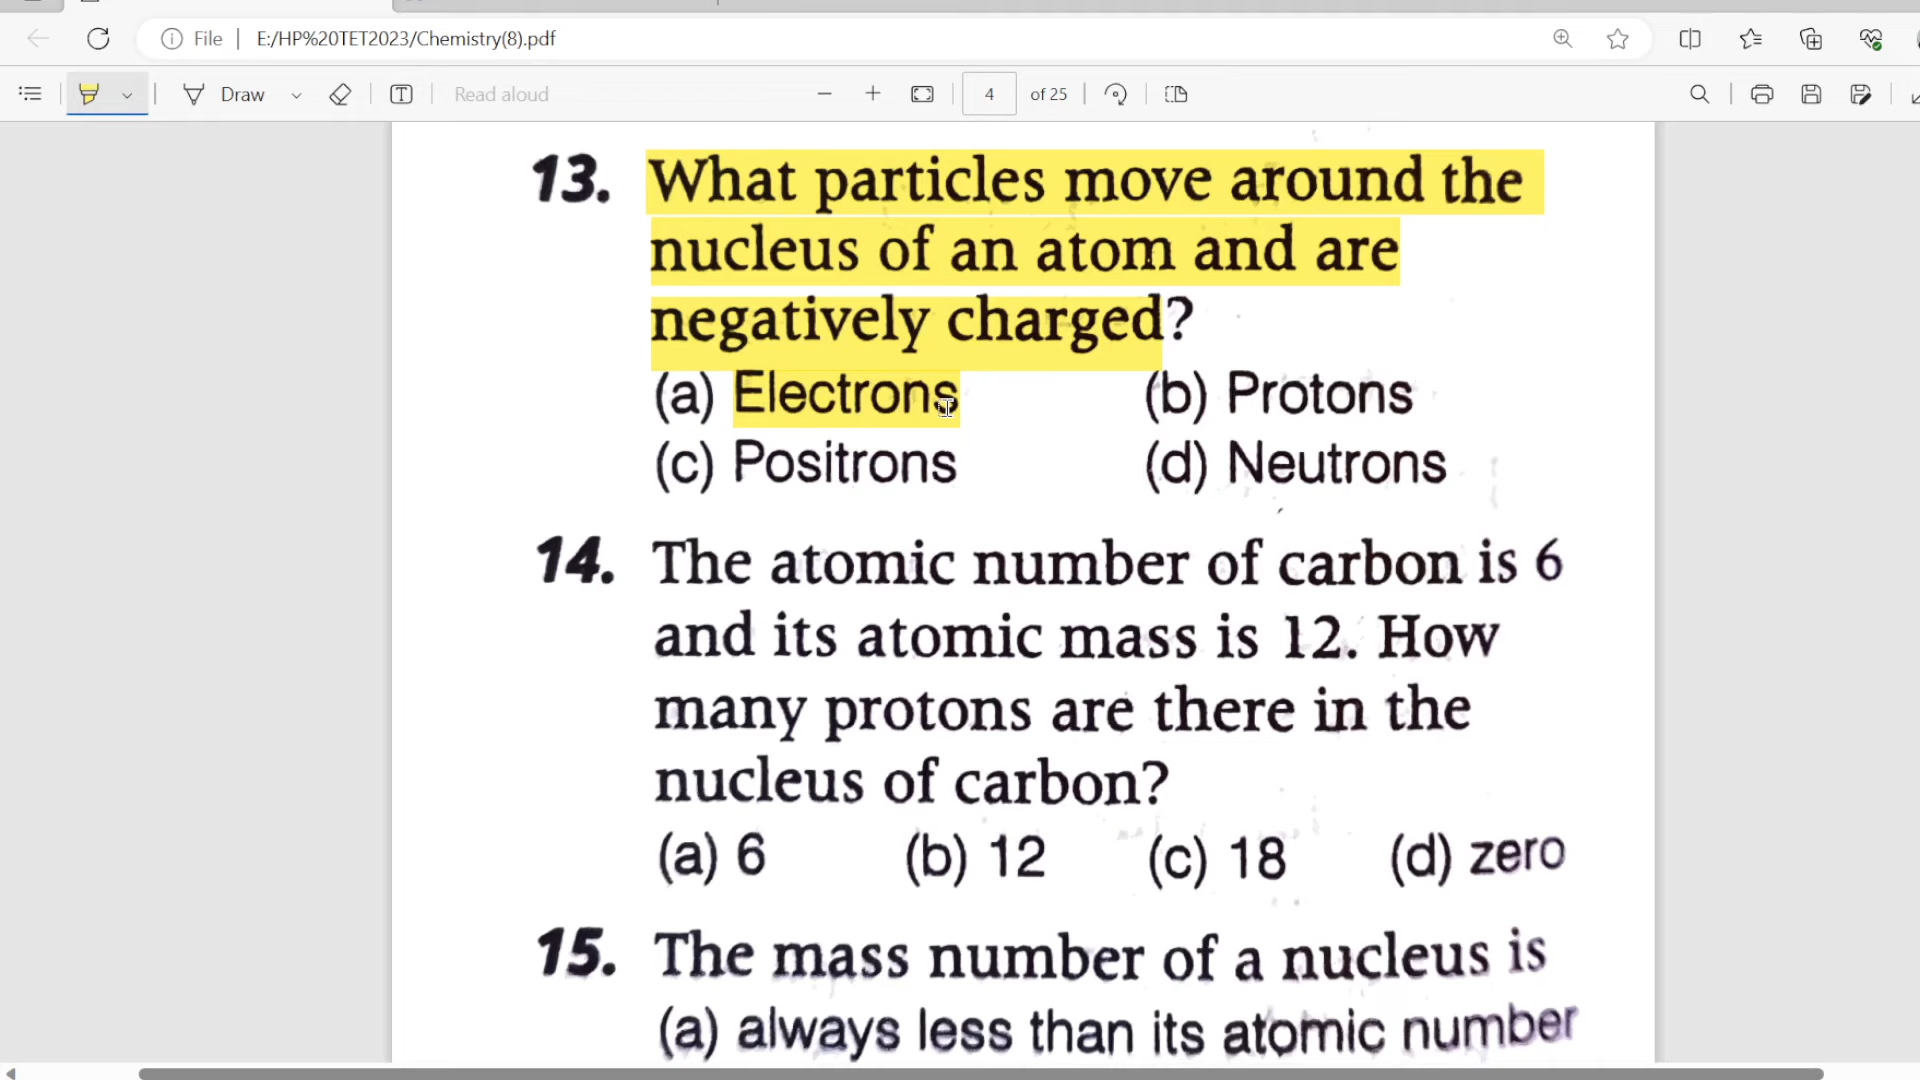 File
E:/HP%20TET2023/Chemistry(8).pdf
Draw
Read aloud
4
of 25
13. What particles move around the
nucleus of an atom and are
negatively charged?
(a) Electrons (b) Protons
(c) Positrons (d) Neutrons
14. The atomic number of carbon is 6
and its atomic mass is 12. How
many protons are there in the
nucleus of carbon?
(a) 6 (b) 12 (c) 18 (d) zero
15. The mass number of a nucleus is
(a) always less than its atomic number